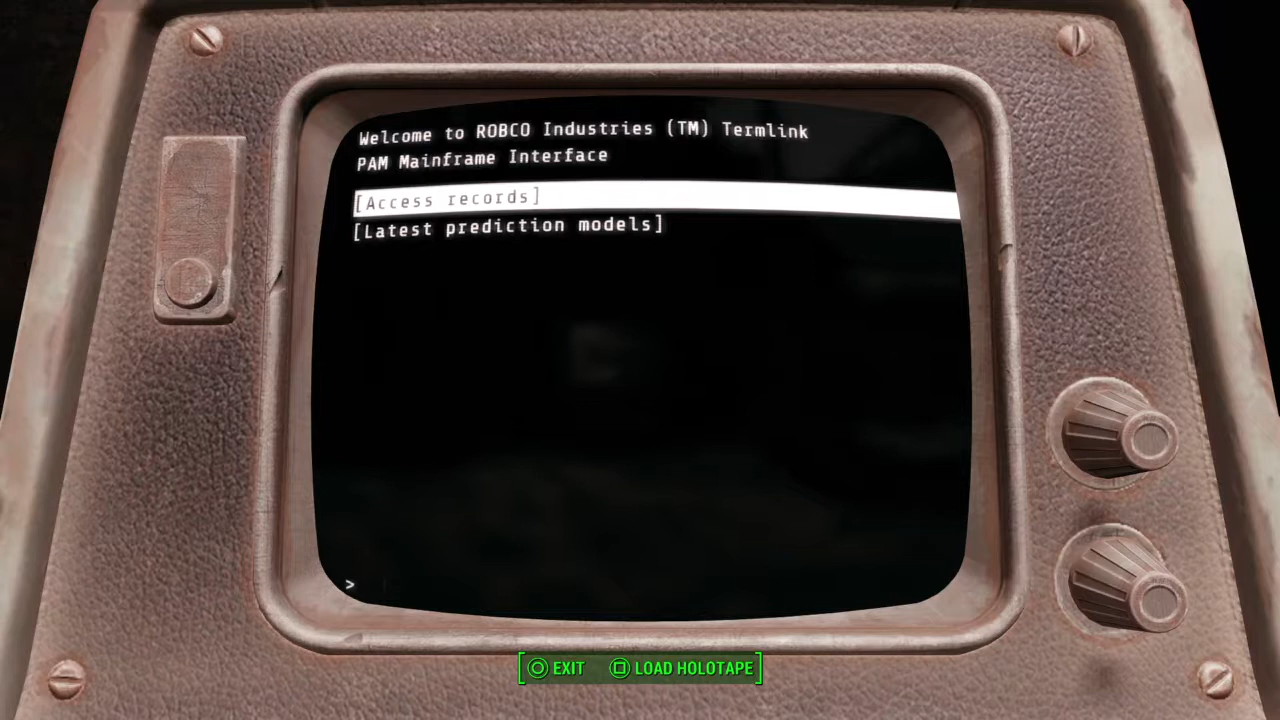 Welcome to ROBCO Industries (TM) Termlink
PAM Mainframe Interface
[Access records]
[Latest prediction models]
>
EXIT LOAD HOLOTAPE